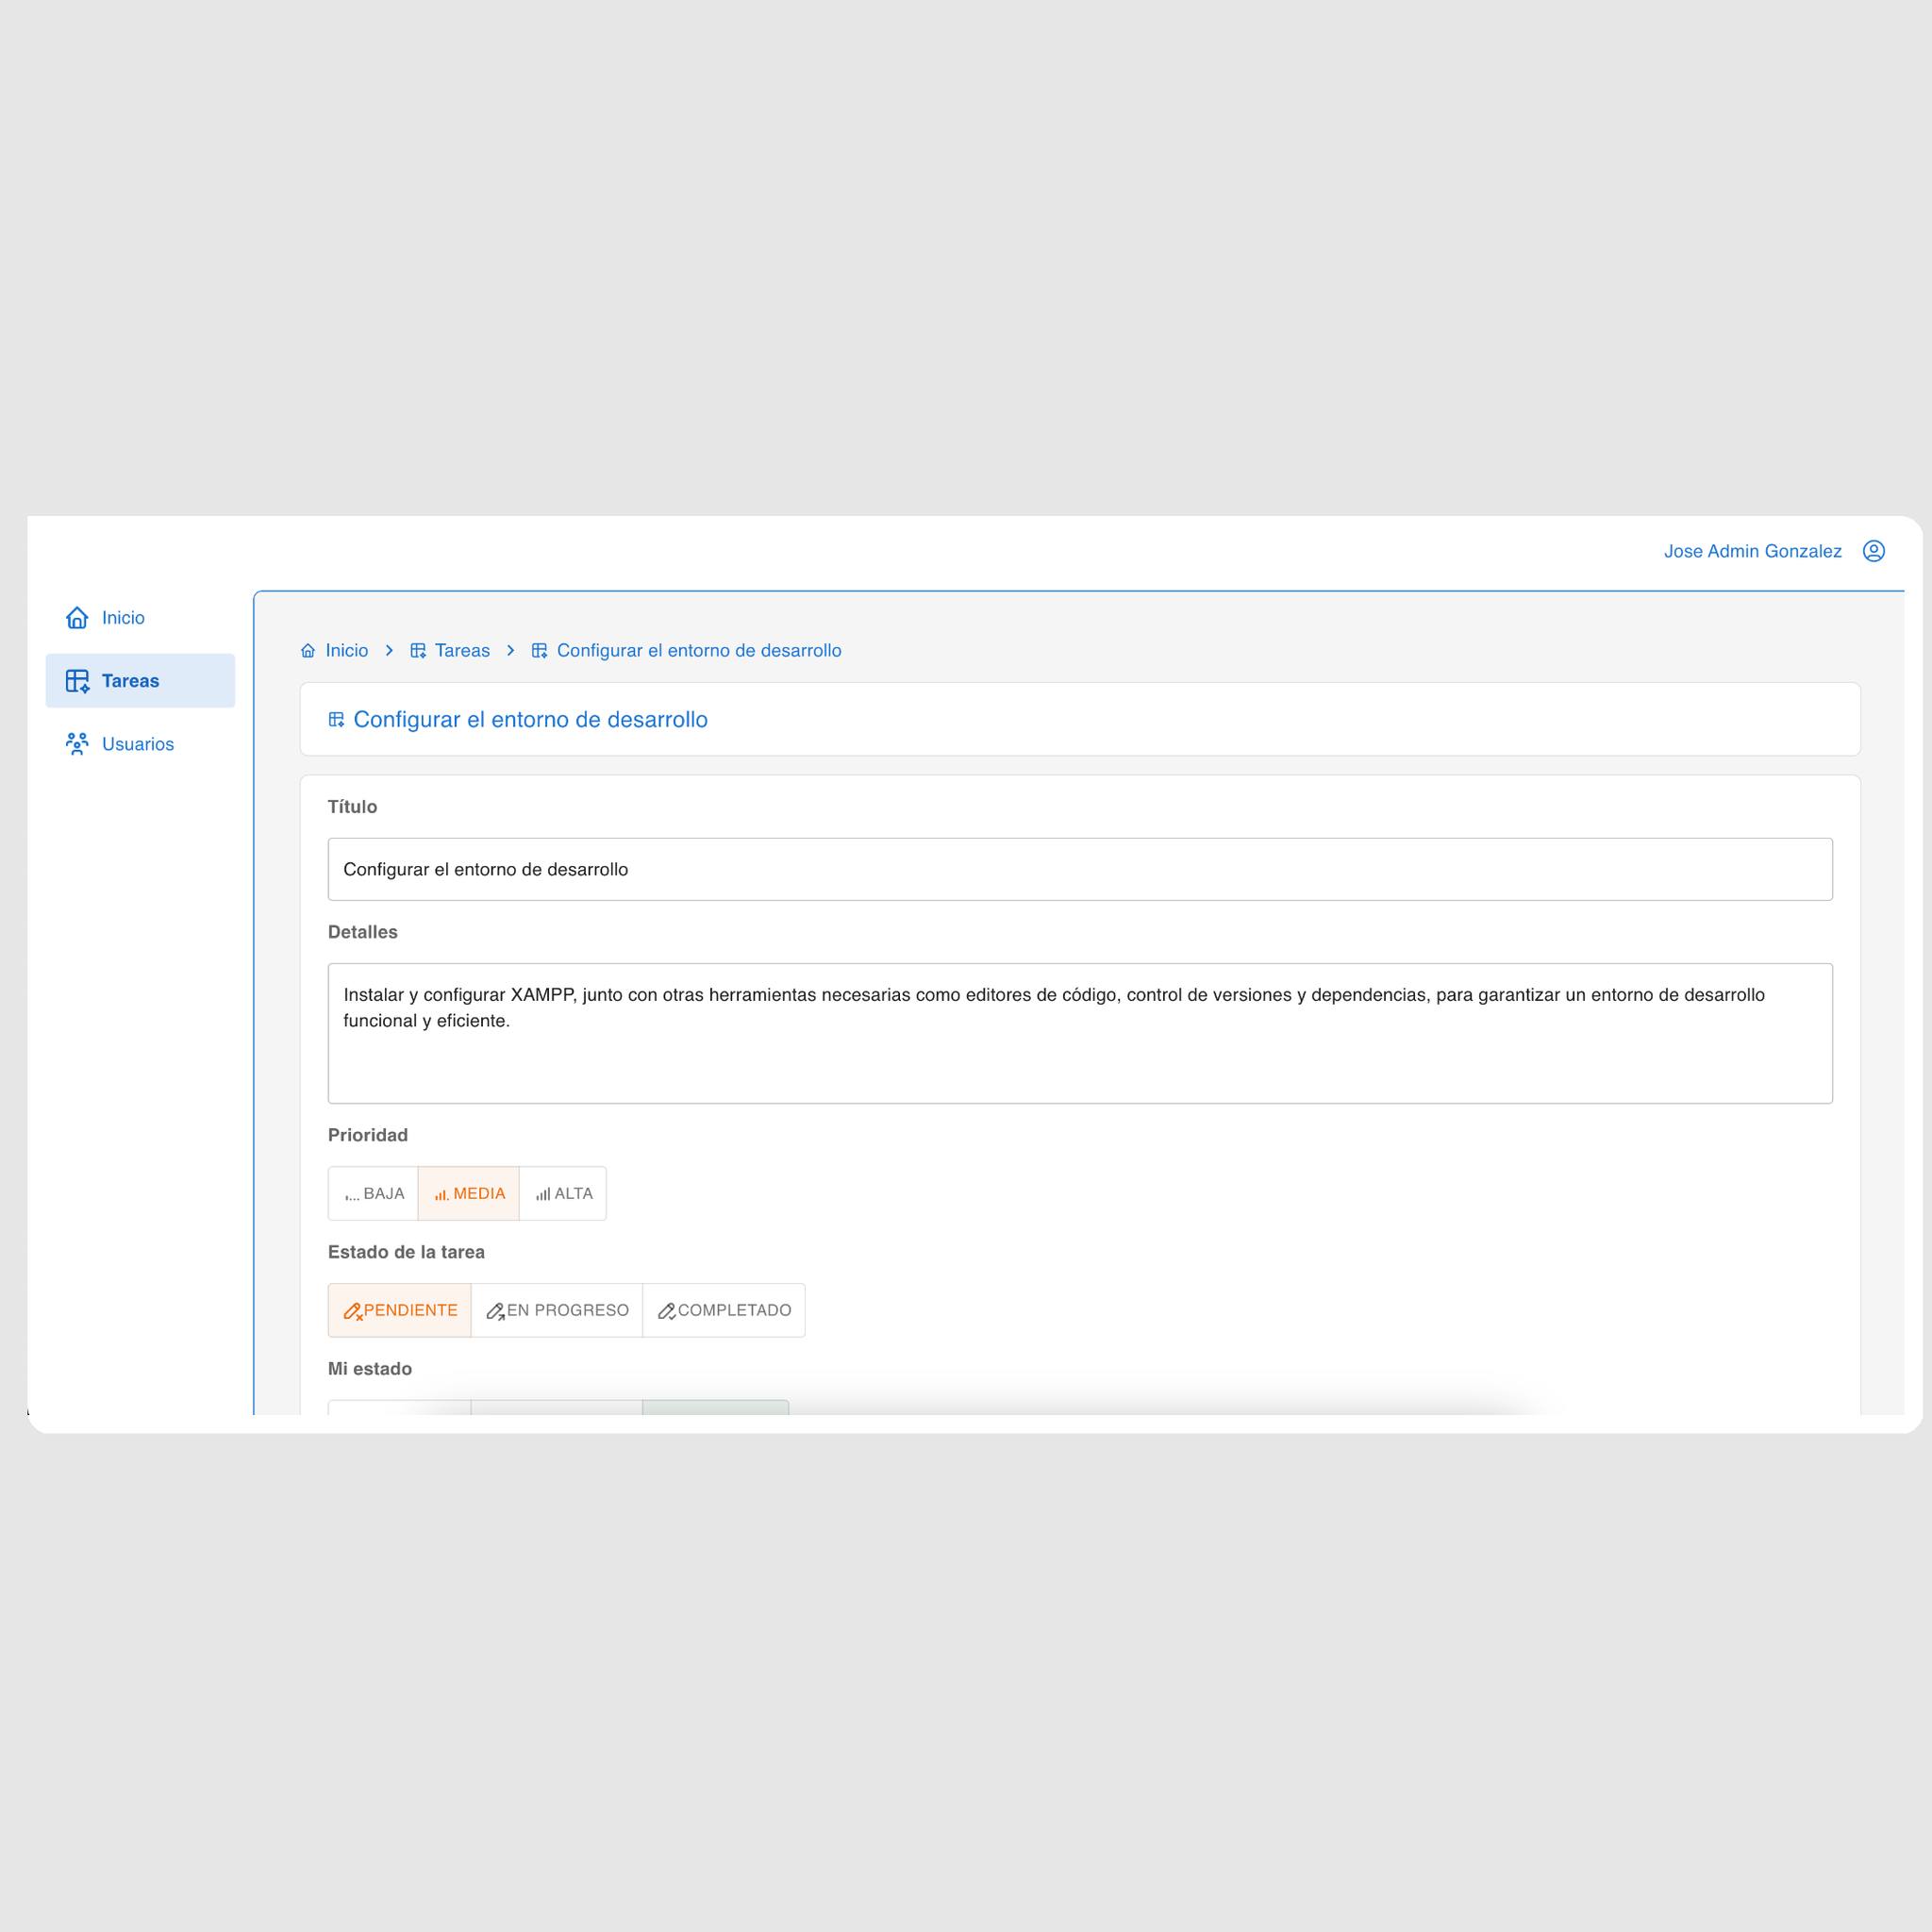 Jose Admin Gonzalez
Inicio
Tareas
Usuarios
Inicio > Tareas > Configurar el entorno de desarrollo
Configurar el entorno de desarrollo
Título
Configurar el entorno de desarrollo
Detalles
Instalar y configurar XAMPP, junto con otras herramientas necesarias como editores de código, control de versiones y dependencias, para garantizar un entorno de desarrollo
funcional y eficiente.
Prioridad
BAJA MEDIA ALTA
Estado de la tarea
PENDIENTE EN PROGRESO COMPLETADO
Mi estado